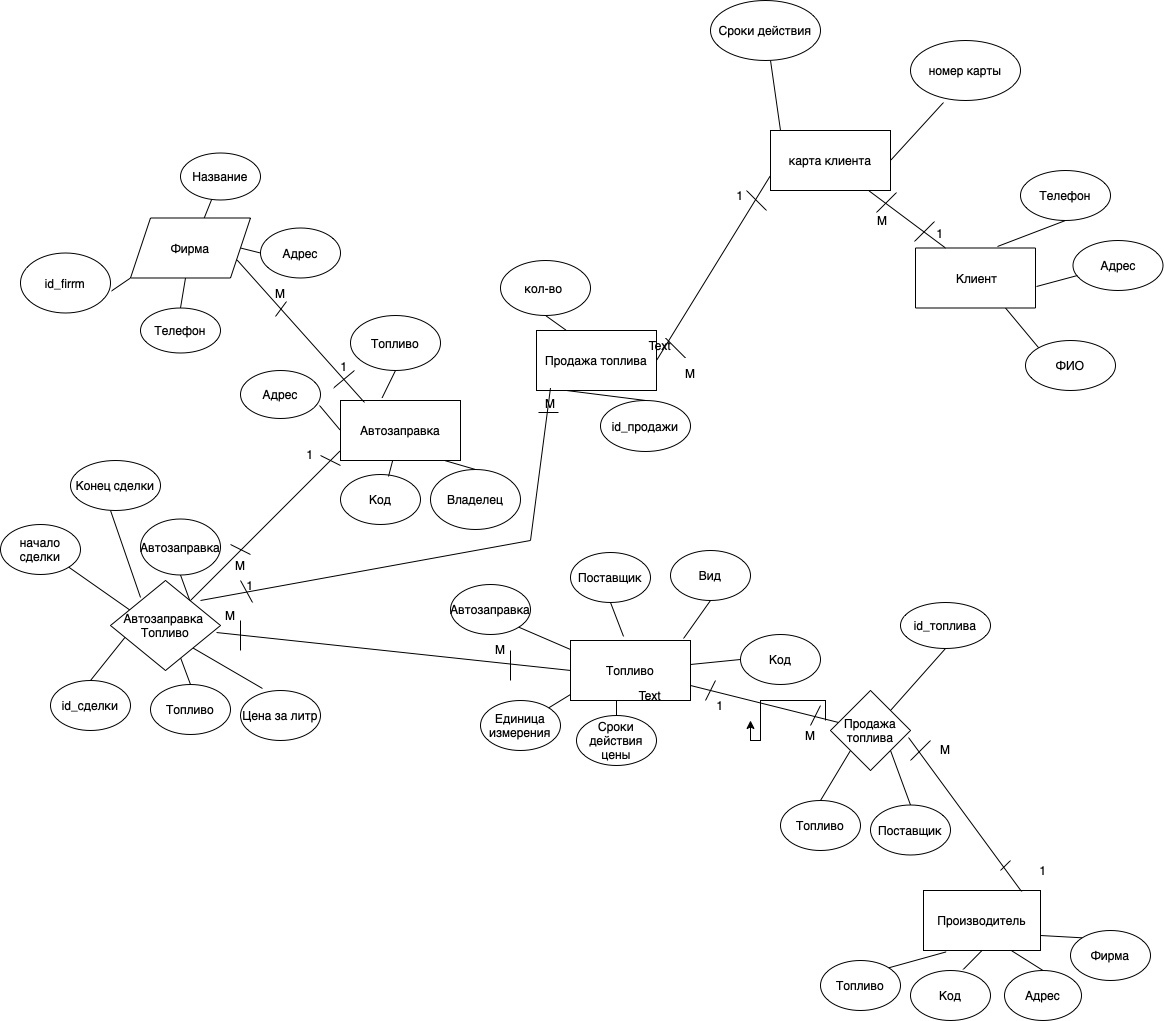 Сроки действия
номер карты
карта клиента
Название
1
Телефон
M
1
Фирма
Адрес
Адрес
Клиент
id_firrm
кол-во
M
Телефон
Топливо
Text
Продажа топлива
1
M
ФИО
Адрес
M
id_продажи
Автозаправка
1
Конец сделки
Код
Владелец
начало
сделки
Автозаправка
M
1
Поставщик
Вид
Автозаправка
M
Автозаправка
Топливо
id_топлива
M
Топливо
Код
Text
id_сделки
Топливо
Цена за литр
Единица
измерения
Сроки
действия
цены
1
M
Продажа
топлива
M
Топливо
Поставщик
1
Производитель
Фирма
Топливо
Код
Адрес